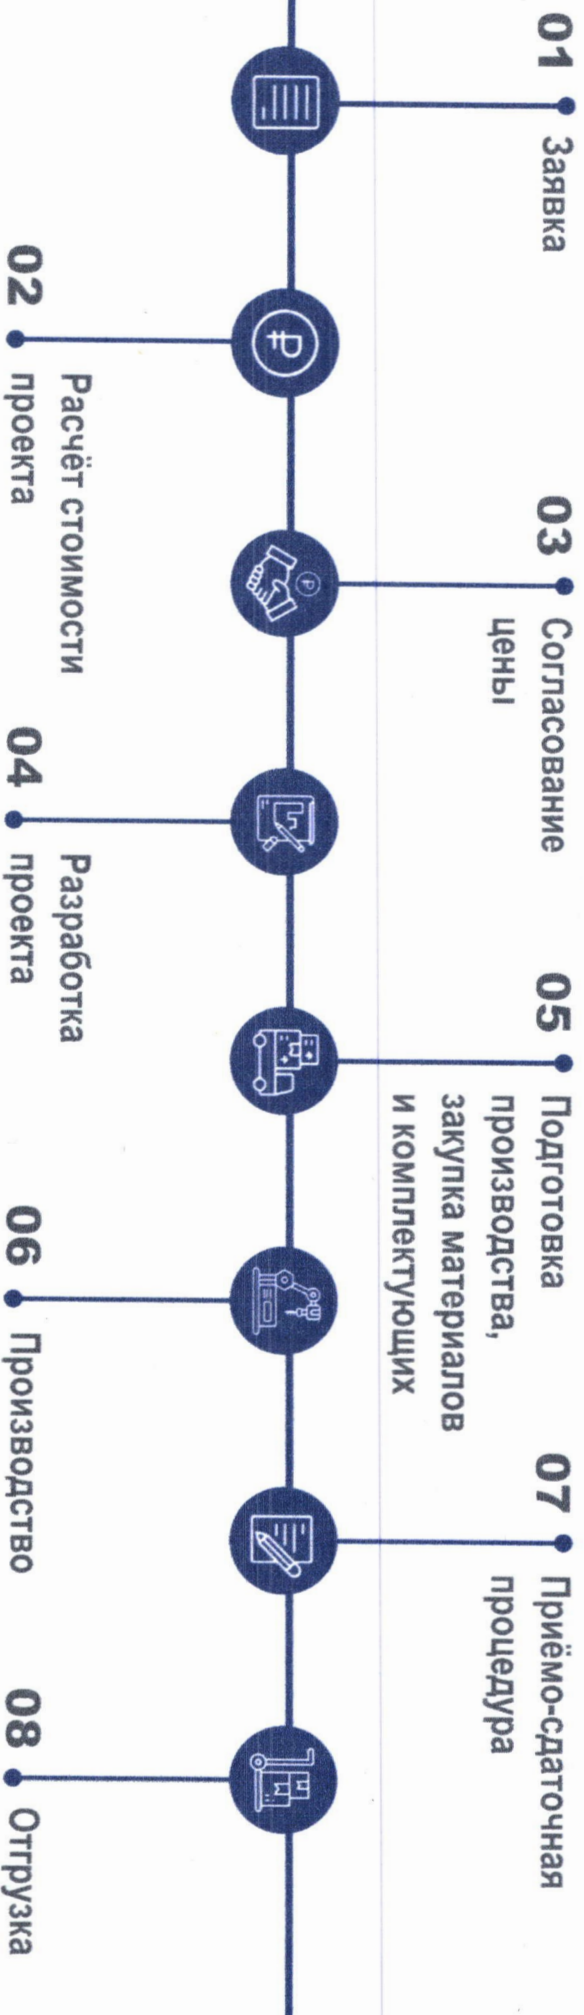 01
Заявка
02
Расчёт стоимости
проекта
03
Согласование
цены
04
Разработка
проекта
05
Подготовка
производства,
закупка материалов
и комплектующих
06
Производство
07
Приёмо-сдаточная
процедура
08
Отгрузка